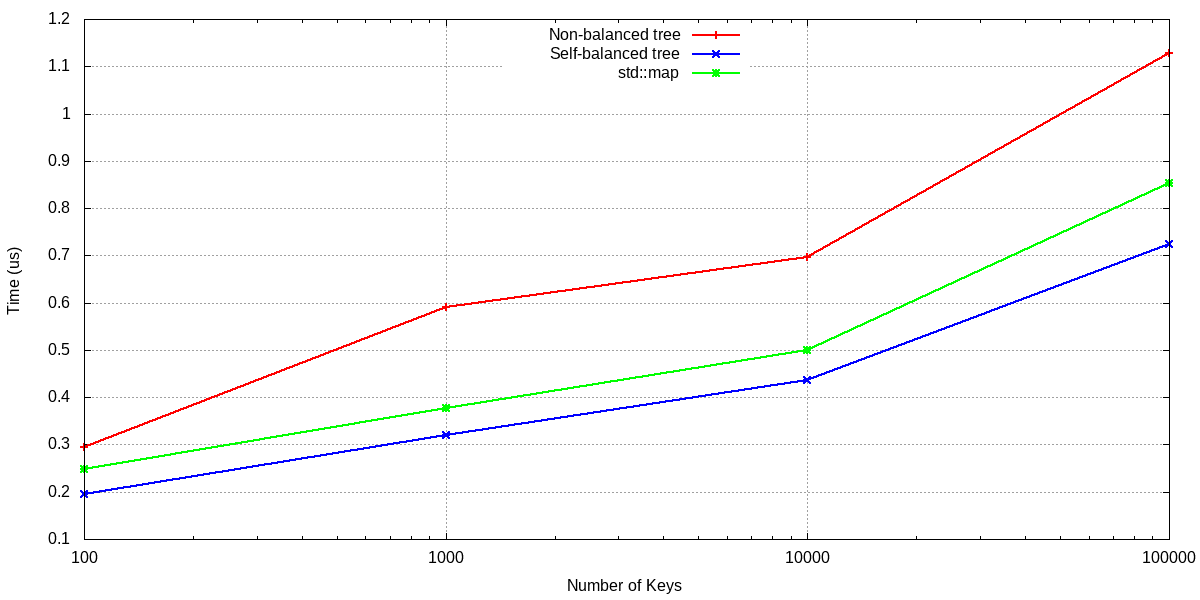 1.2
Non-balanced tree
Self-balanced tree
std::map
1.1
1
0.9
0.8
0.7
Time (us)
0.6
0.5
0.4
0.3
0.2
0.1
100 1000 10000 100000
Number of Keys